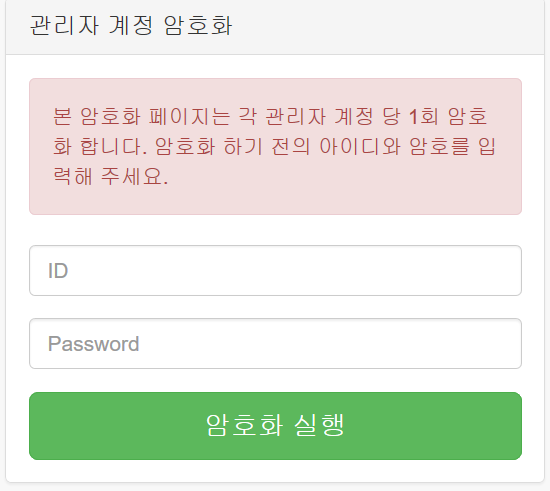 관리자 계정 암호화
본 암호화 페이지는 각 관리자 계정 당 1회 암호
화 합니다. 암호화 하기 전의 아이디와 암호를 입
력해 주세요.
ID
Password
암호화 실행